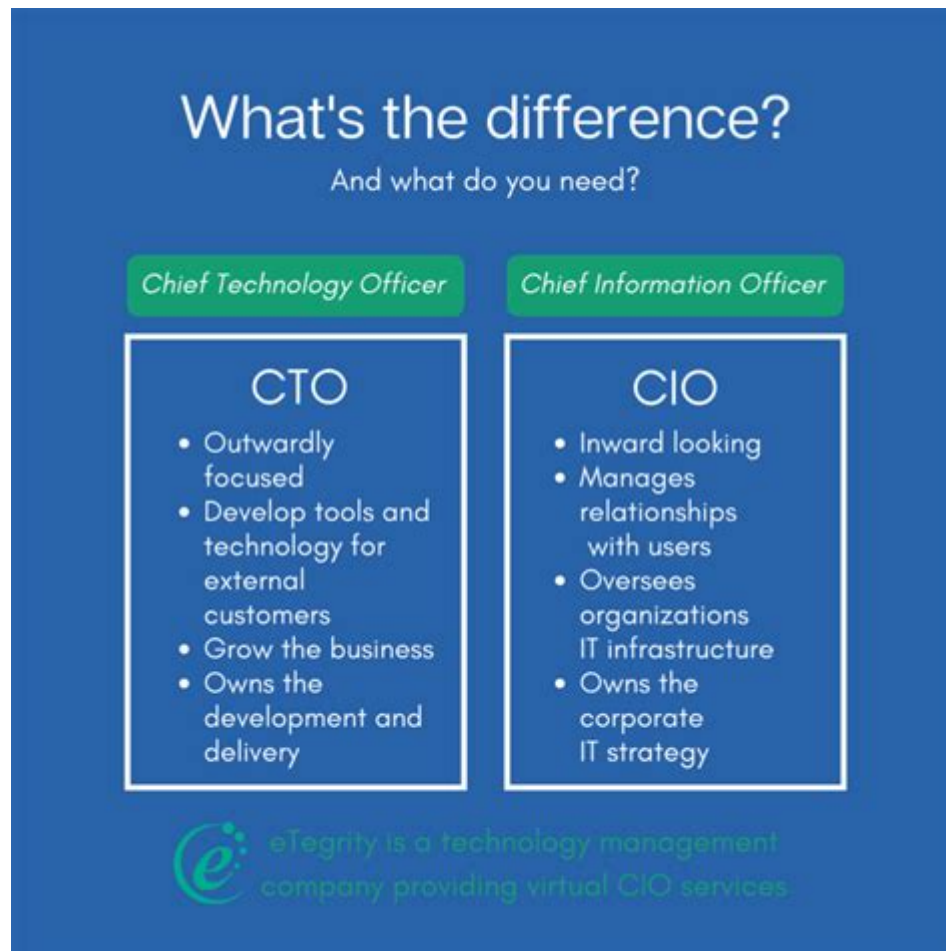 What's the difference?
And what do you need?
Chief Technology Officer
CTO
• Outwardly
focused
• Develop tools and
technology for
external
customers
• Grow the business
• Owns the
development and
delivery
Chief Information Officer
CIO
• Inward looking
• Manages
relationships
with users
• Oversees
organizations
IT infrastructure
• Owns the
corporate
IT strategy
e
eTegrity is a technology management
company providing virtual CIO services